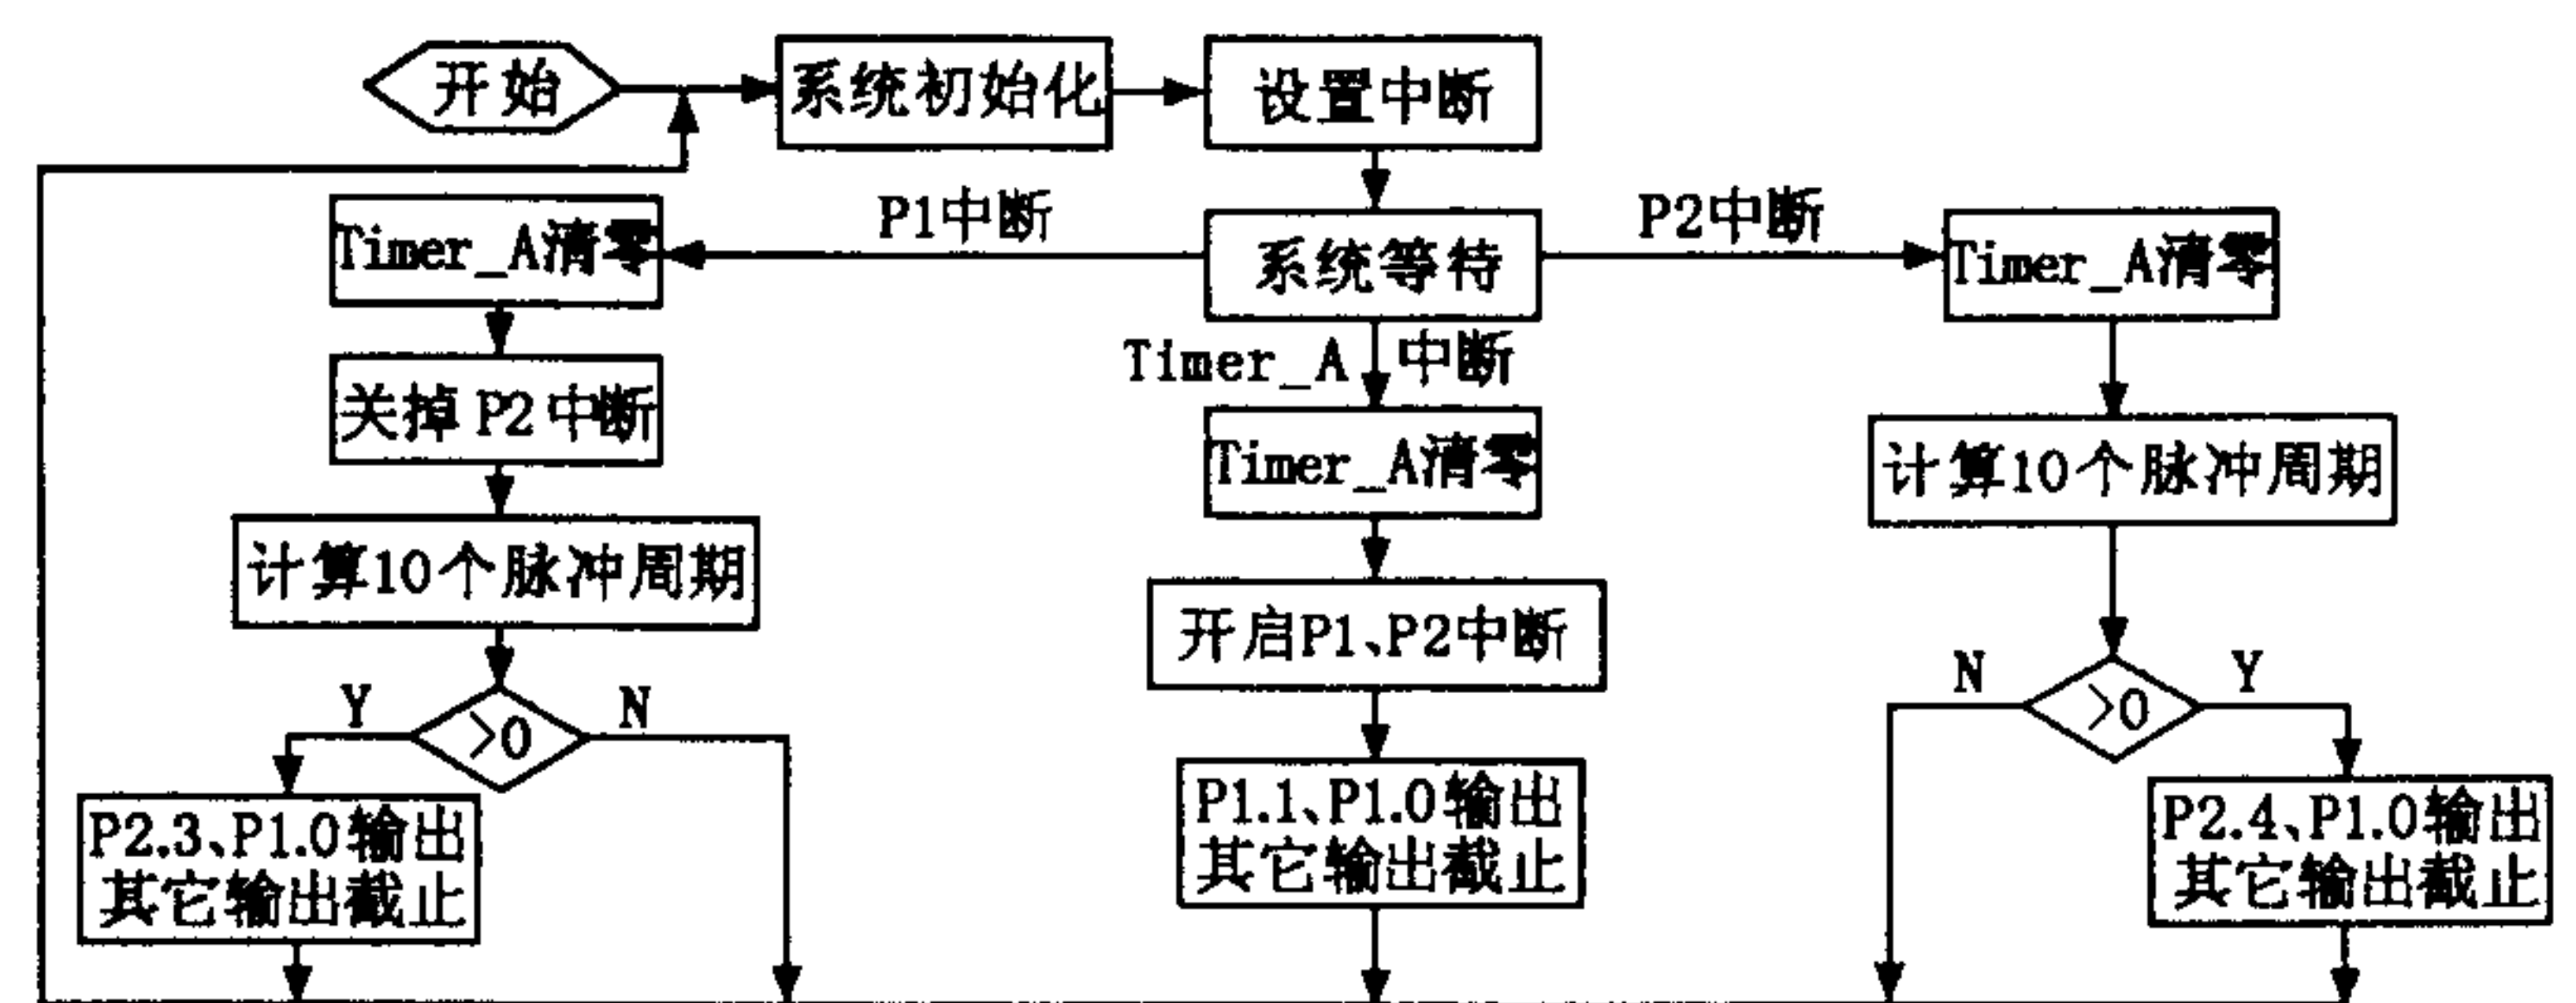 开始
系统初始化
设置中断
P1中断
P2中断
Timer_A清零
系统等待
Timer_A清零
Timer_A 中断
关掉P2中断
Timer_A清零
计算10个脉冲周期
计算10个脉冲周期
开启P1、P2中断
Y
>0
N
N
>0
Y
P2.3、P1.0输出
其它输出截止
P1.1、P1.0输出
其它输出截止
P2.4、P1.0输出
其它输出截止